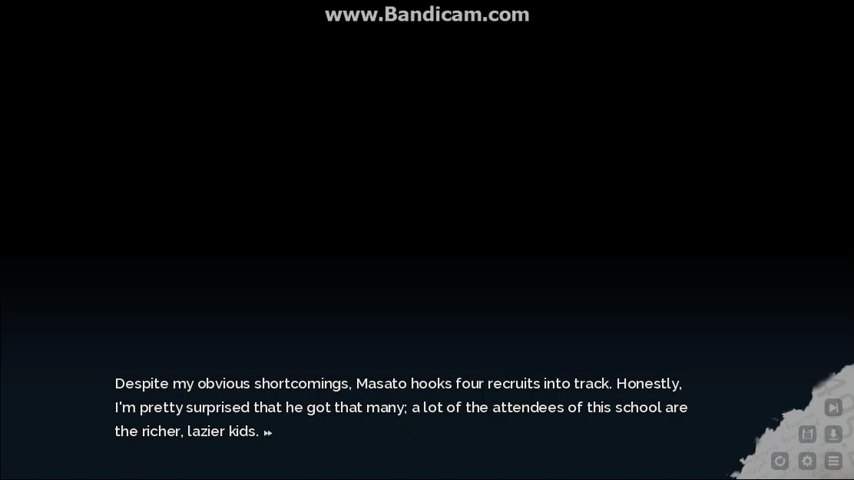 www.Bandicam.com
Despite my obvious shortcomings, Masato hooks four recruits into track. Honestly,
I'm pretty surprised that he got that many; a lot of the attendees of this school are
the richer, lazier kids.